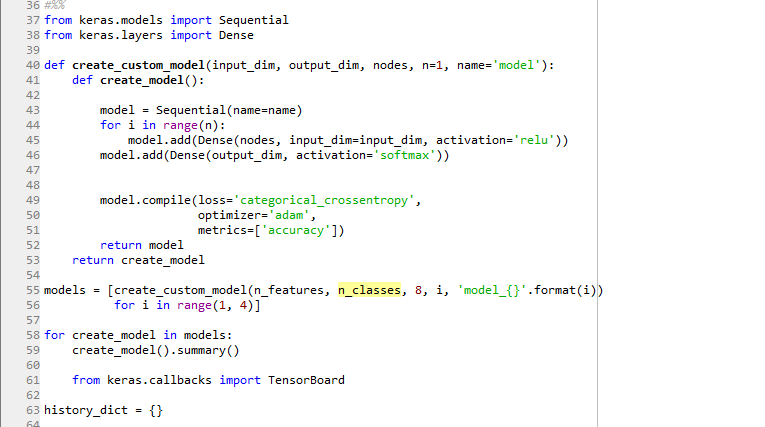 36 #%%
37 from keras.models import Sequential
38 from keras.layers import Dense
39
40 def create_custom_model(input_dim, output_dim, nodes, n=1, name='model'):
41     def create_model():
42
43         model = Sequential(name=name)
44         for i in range(n):
45             model.add(Dense(nodes, input_dim=input_dim, activation='relu'))
46         model.add(Dense(output_dim, activation='softmax'))
47
48
49         model.compile(loss='categorical_crossentropy',
50                       optimizer='adam',
51                       metrics=['accuracy'])
52         return model
53     return create_model
54
55 models = [create_custom_model(n_features, n_classes, 8, i, 'model_{}'.format(i))
56           for i in range(1, 4)]
57
58 for create_model in models:
59     create_model().summary()
60
61     from keras.callbacks import TensorBoard
62
63 history_dict = {}
64